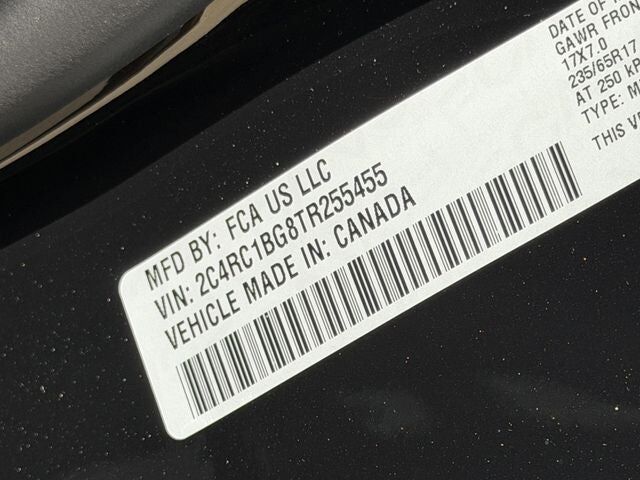 MFD BY: FCA US LLC
VIN: 2C4RC1BG8TR255455
VEHICLE MADE IN: CANADA
DATE OF
GAWR FRON
17X7.0
235/65R17
AT 250 KP
TYPE:
THIS